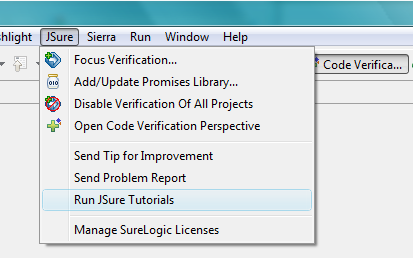 hlight JSure Sierra Run Window Help
Focus Verification...
Add/Update Promises Library...
Disable Verification Of All Projects
Open Code Verification Perspective
Send Tip for Improvement
Send Problem Report
Run JSure Tutorials
Manage SureLogic Licenses
Code Verifica...